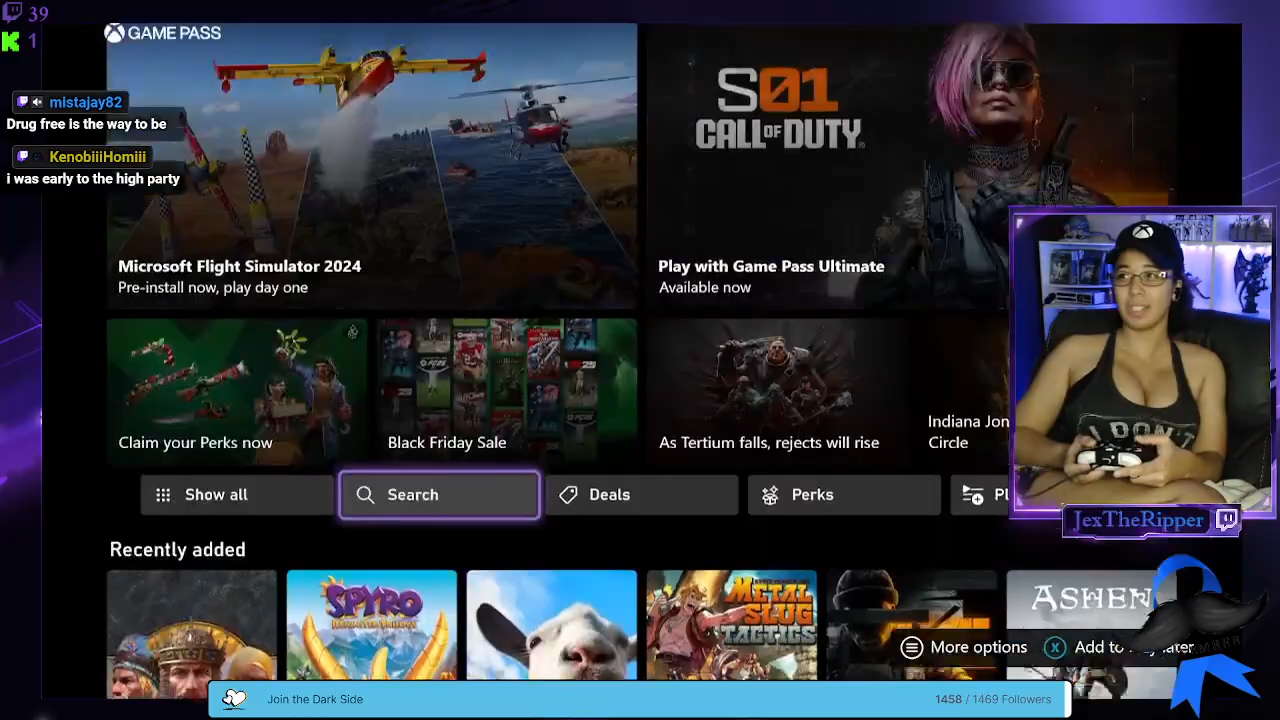 39
1
mistajay82
Drug free is the way to be
KenobiiiHomiii
i was early to the high party
GAME PASS
Microsoft Flight Simulator 2024
Pre-install now, play day one
S01
CALL OF DUTY
Play with Game Pass Ultimate
Available now
Claim your Perks now
Black Friday Sale
As Tertium falls, rejects will rise
Indiana Jon
Circle
I DON'T
JexTheRipper
Show all
Search
Deals
Perks
Pl
Recently added
SPYRO
METAL
SLUG
TACTICS
ASHEN
More options
X
Add to
later
Join the Dark Side
1458 / 1469 Followers